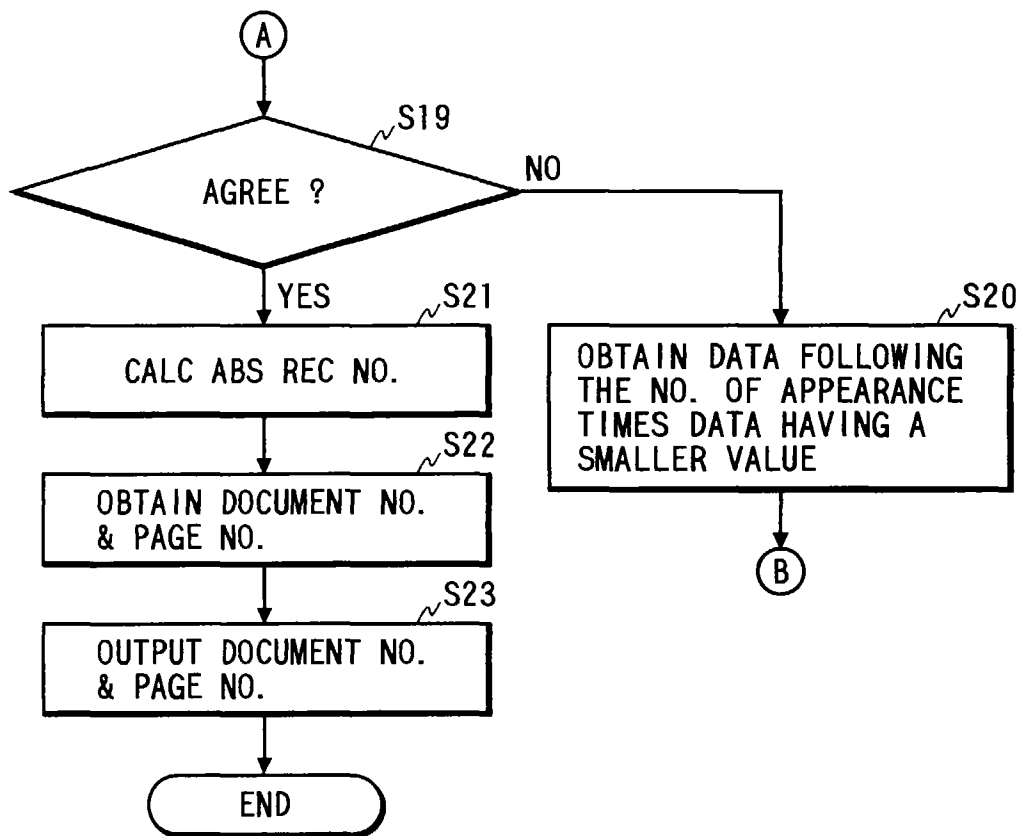 A
S19
AGREE ?
NO
YES
S21
CALC ABS REC NO.
S20
OBTAIN DATA FOLLOWING
THE NO. OF APPEARANCE
TIMES DATA HAVING A
SMALLER VALUE
S22
OBTAIN DOCUMENT NO.
& PAGE NO.
B
S23
OUTPUT DOCUMENT NO.
& PAGE NO.
END